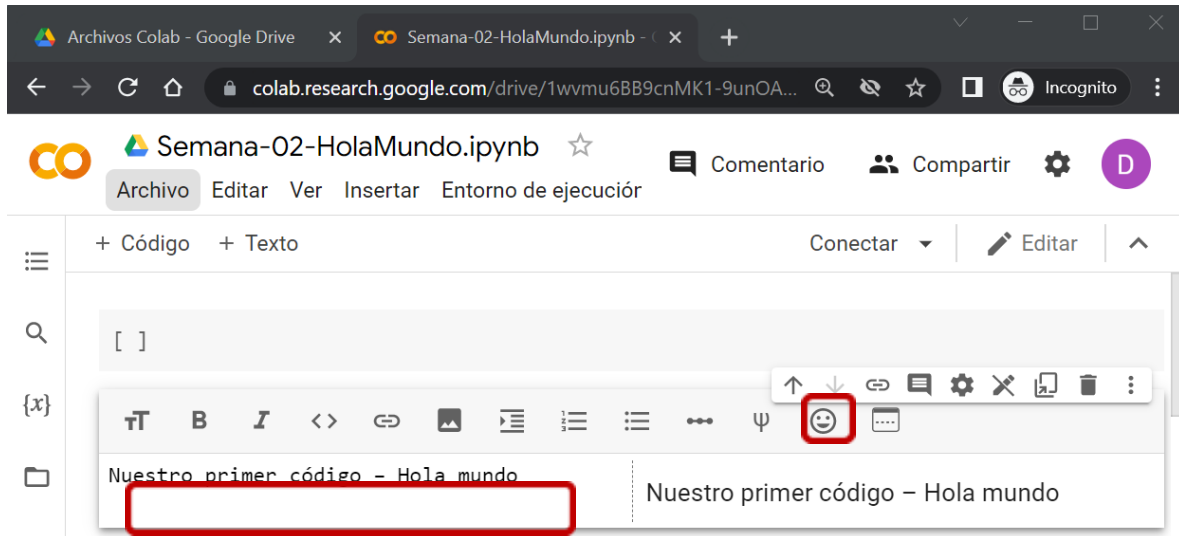 Archivos Colab - Google Drive
Semana-02-HolaMundo.ipynb - 
colab.research.google.com/drive/1wvmu6BB9cnMK1-9unOA...
Incognito
Semana-02-HolaMundo.ipynb
Comentario
Compartir
D
Archivo Editar Ver Insertar Entorno de ejecuciór
+ Código + Texto
Conectar
Editar
[ ]
{x}
Nuestro primer código – Hola mundo
Nuestro primer código – Hola mundo